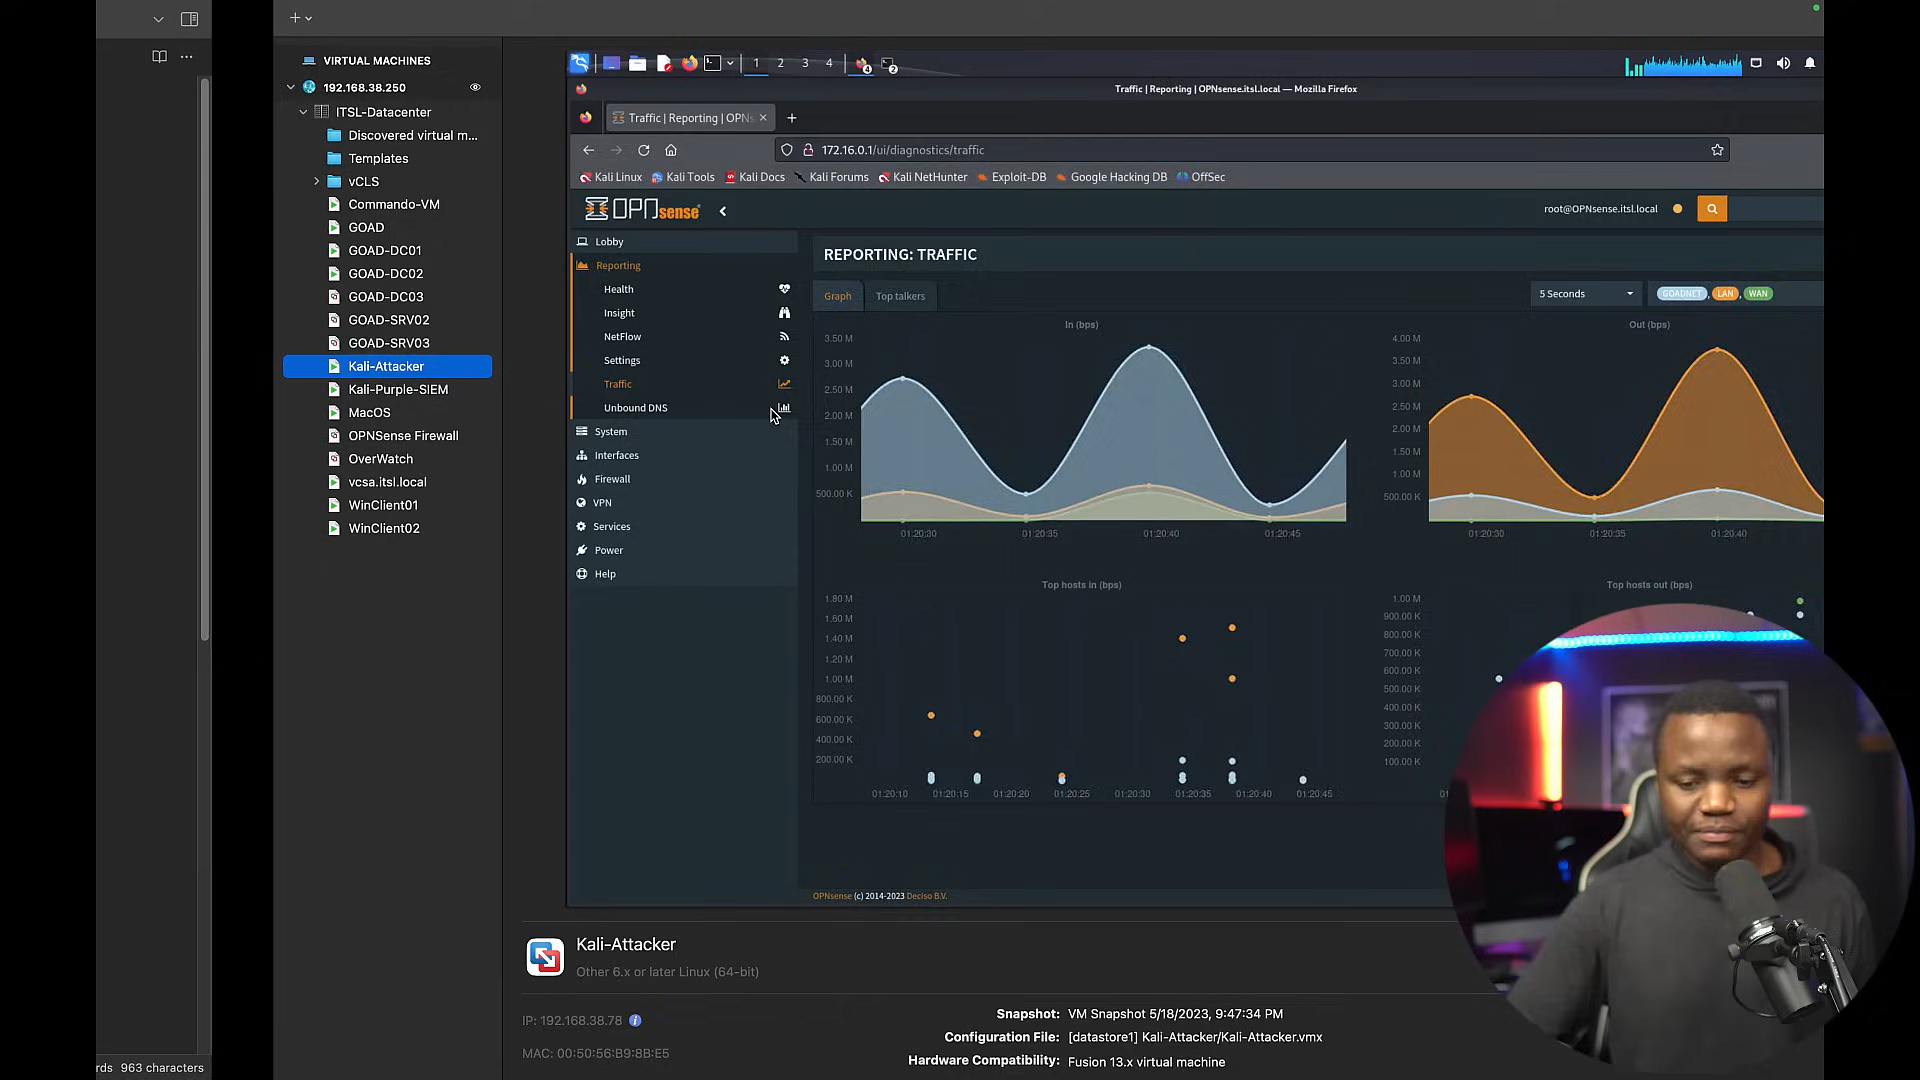 VIRTUAL MACHINES
192.168.38.250
ITSL-Datacenter
Discovered virtual m...
Templates
vCLS
Commando-VM
GOAD
GOAD-DC01
GOAD-DC02
GOAD-DC03
GOAD-SRV02
GOAD-SRV03
Kali-Attacker
Kali-Purple-SIEM
MacOS
OPNSense Firewall
OverWatch
vcsa.itsl.local
WinClient01
WinClient02
1 2 3 4 4 2
Traffic | Reporting | OPNsense.itsl.local — Mozilla Firefox
Traffic | Reporting | OPNs
172.16.0.1/ui/diagnostics/traffic
Kali Linux Kali Tools Kali Docs Kali Forums Kali NetHunter Exploit-DB Google Hacking DB OffSec
OPNsense
root@OPNsense.itsl.local
Lobby
Reporting
Health
Insight
NetFlow
Settings
Traffic
Unbound DNS
System
Interfaces
Firewall
VPN
Services
Power
Help
REPORTING: TRAFFIC
Graph Top talkers
5 Seconds
GOADNET, LAN, WAN
In (bps)
3.50 M
3.00 M
2.50 M
2.00 M
1.50 M
1.00 M
500.00 K
01:20:30 01:20:35 01:20:40 01:20:45
Out (bps)
4.00 M
3.50 M
3.00 M
2.50 M
2.00 M
1.50 M
1.00 M
500.00 K
01:20:30 01:20:35 01:20:40
Top hosts in (bps)
1.80 M
1.60 M
1.40 M
1.20 M
1.00 M
800.00 K
600.00 K
400.00 K
200.00 K
01:20:10 01:20:15 01:20:20 01:20:25 01:20:30 01:20:35 01:20:40 01:20:45
Top hosts out (bps)
1.00 M
900.00 K
800.00 K
700.00 K
600.00 K
500.00 K
400.00 K
300.00 K
200.00 K
100.00 K
OPNsense (c) 2014-2023 Deciso B.V.
Kali-Attacker
Other 6.x or later Linux (64-bit)
IP: 192.168.38.78
MAC: 00:50:56:B9:8B:E5
Snapshot: VM Snapshot 5/18/2023, 9:47:34 PM
Configuration File: [datastore1] Kali-Attacker/Kali-Attacker.vmx
Hardware Compatibility: Fusion 13.x virtual machine
rds 963 characters